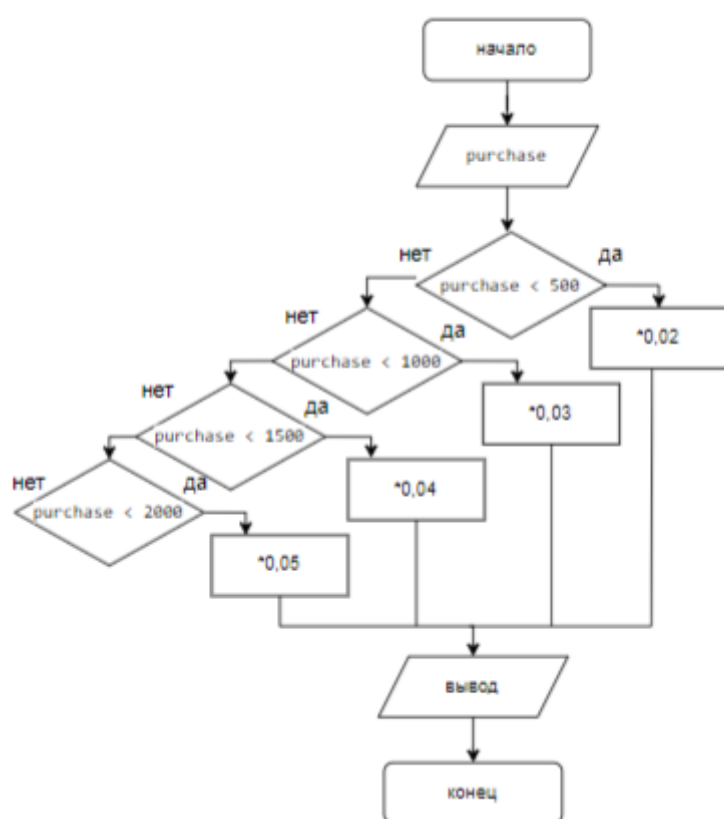 начало
purchase
нет
да
purchase < 500
нет
да
*0,02
purchase < 1000
нет
да
*0,03
purchase < 1500
нет
да
*0,04
purchase < 2000
*0,05
вывод
конец